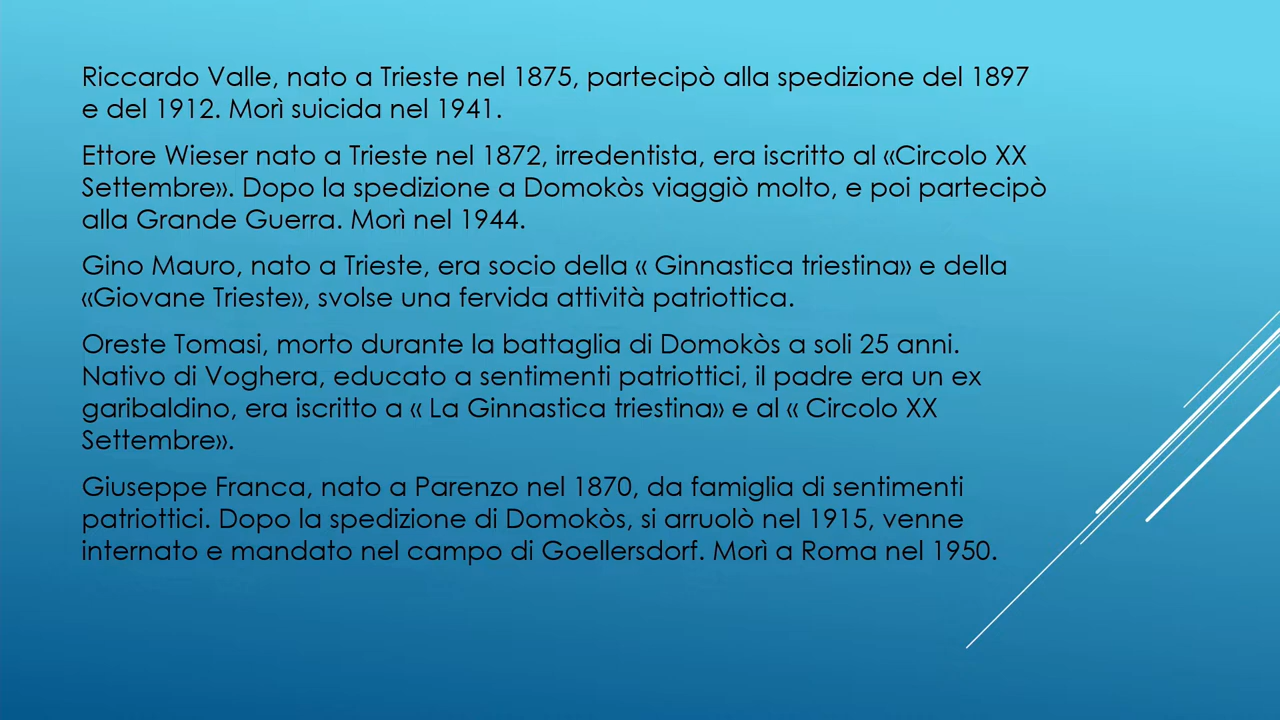 Riccardo Valle, nato a Trieste nel 1875, partecipò alla spedizione del 1897
e del 1912. Morì suicida nel 1941.
Ettore Wieser nato a Trieste nel 1872, irredentista, era iscritto al «Circolo XX
Settembre». Dopo la spedizione a Domokòs viaggiò molto, e poi partecipò
alla Grande Guerra. Morì nel 1944.
Gino Mauro, nato a Trieste, era socio della « Ginnastica triestina» e della
«Giovane Trieste», svolse una fervida attività patriottica.
Oreste Tomasi, morto durante la battaglia di Domokòs a soli 25 anni.
Nativo di Voghera, educato a sentimenti patriottici, il padre era un ex
garibaldino, era iscritto a « La Ginnastica triestina» e al « Circolo XX
Settembre».
Giuseppe Franca, nato a Parenzo nel 1870, da famiglia di sentimenti
patriottici. Dopo la spedizione di Domokòs, si arruolò nel 1915, venne
internato e mandato nel campo di Goellersdorf. Morì a Roma nel 1950.